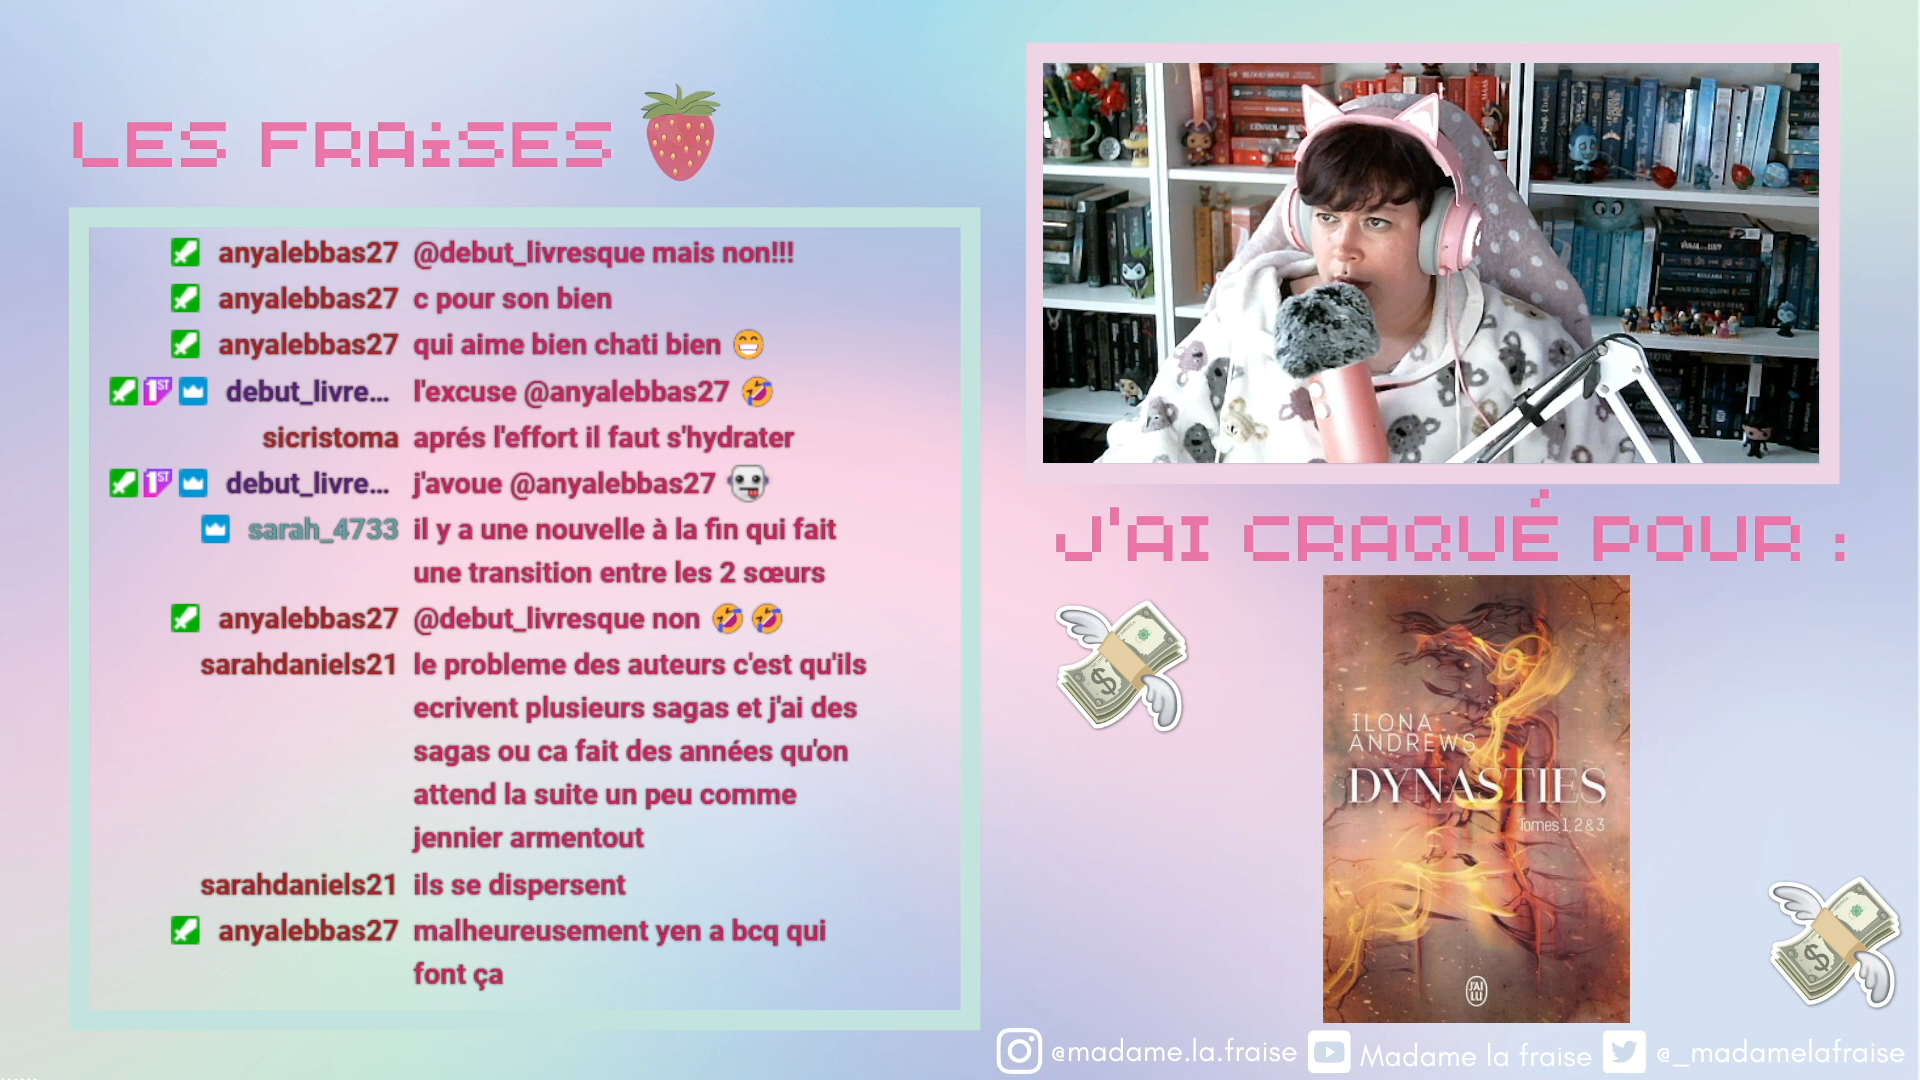 LES FRAiSES
anyalebbas27 @debut_livresque mais non!!!
anyalebbas27 c pour son bien
anyalebbas27 qui aime bien chati bien
1ST debut_livre... l'excuse @anyalebbas27
sicristoma aprés l'effort il faut s'hydrater
1ST debut_livre... j'avoue @anyalebbas27
sarah_4733 il y a une nouvelle à la fin qui fait
une transition entre les 2 sœurs
anyalebbas27 @debut_livresque non
sarahdaniels21 le probleme des auteurs c'est qu'ils
ecrivent plusieurs sagas et j'ai des
sagas ou ca fait des années qu'on
attend la suite un peu comme
jennier armentout
sarahdaniels21 ils se dispersent
anyalebbas27 malheureusement yen a bcq qui
font ça
J'AI CRAQUÉ POUR :
ILONA
ANDREWS
DYNASTIES
Tomes 1, 2 & 3
J'AI
LU
@madame.la.fraise Madame la fraise @_madamelafraise